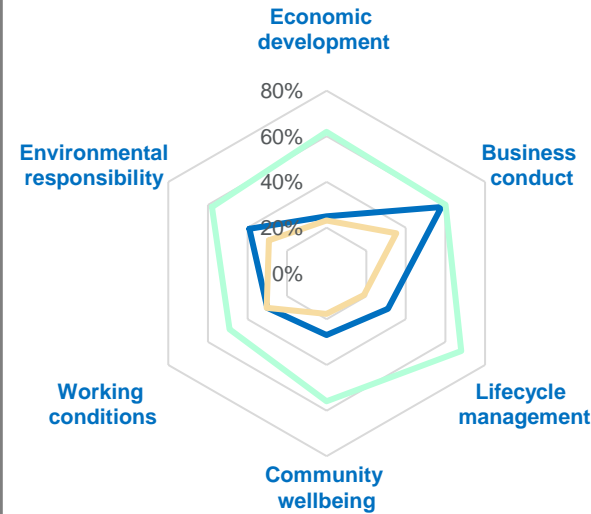 Economic
development
80%
60%
Environmental
responsibility
Business
conduct
40%
20%
0%
Working
conditions
Lifecycle
management
Community
wellbeing